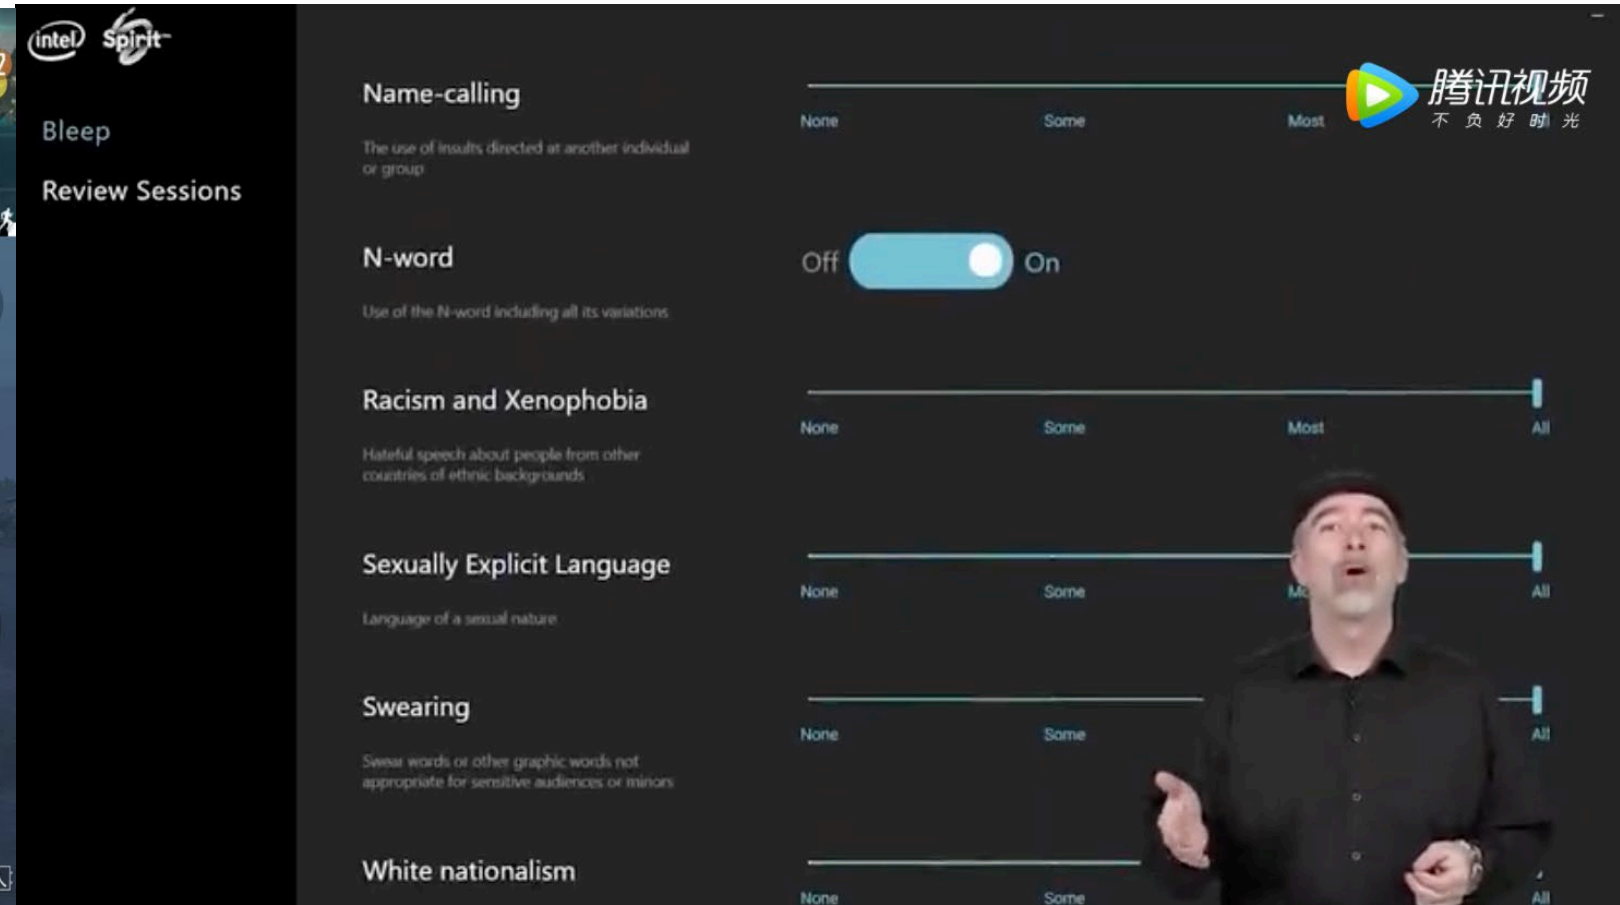 intel Spirit
Bleep
Review Sessions
腾讯视频
不负好时光
Name-calling
The use of insults directed at another individual
or group
None Some Most
N-word
Use of the N-word including all its variations
Off On
Racism and Xenophobia
Hateful speech about people from other
countries of ethnic backgrounds
None Some Most All
Sexually Explicit Language
Language of a sexual nature
None Some Mo All
Swearing
Swear words or other graphic words not
appropriate for sensitive audiences or minors
None Some All
White nationalism
None Some All